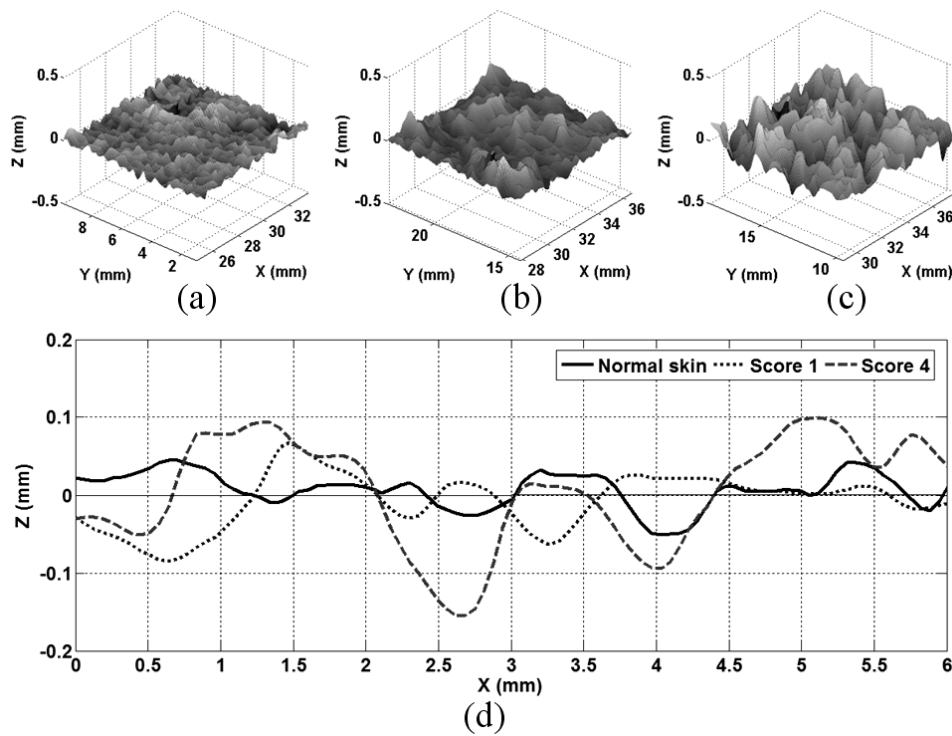 0.5
0
-0.5
Z (mm)
8
6
4
2
Y (mm)
26
28
30
32
X (mm)
(a)
0.5
0
-0.5
Z (mm)
20
15
Y (mm)
28
30
32
34
36
X (mm)
(b)
0.5
0
-0.5
Z (mm)
15
10
Y (mm)
30
32
34
36
X (mm)
(c)
0.2
0.1
0
-0.1
-0.2
Z (mm)
Normal skin Score 1 Score 4
0 0.5 1 1.5 2 2.5 3 3.5 4 4.5 5 5.5 6
X (mm)
(d)